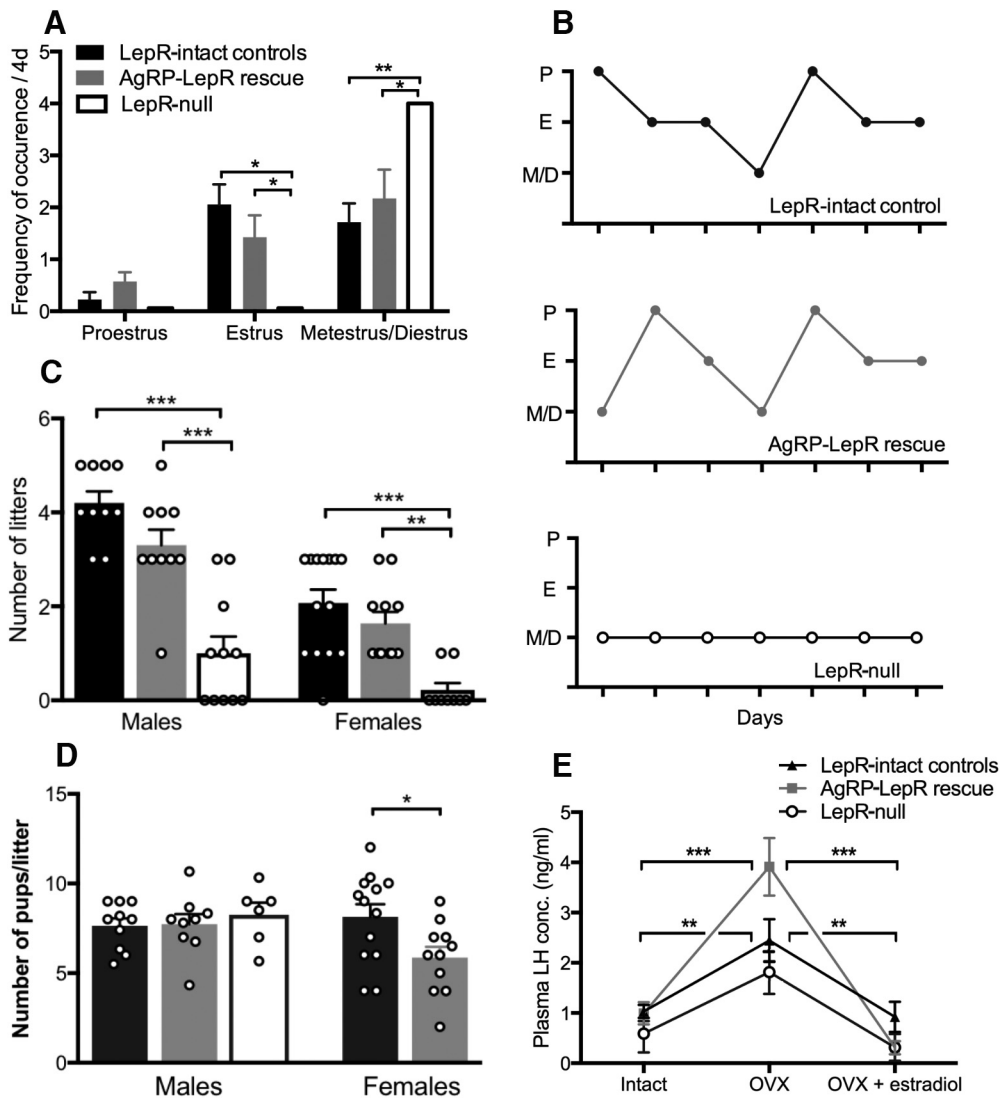 A
5
4
3
2
1
0
Frequency of occurence / 4d
LepR-intact controls
AgRP-LepR rescue
LepR-null
**
*
*
*
Proestrus Estrus Metestrus/Diestrus
B
P
E
M/D
LepR-intact control
P
E
M/D
AgRP-LepR rescue
P
E
M/D
LepR-null
Days
C
6
4
2
0
Number of litters
***
***
***
**
Males Females
D
15
10
5
0
Number of pups/litter
*
Males Females
E
LepR-intact controls
AgRP-LepR rescue
LepR-null
5
4
3
2
1
0
Plasma LH conc. (ng/ml)
*** ***
** **
Intact OVX OVX + estradiol